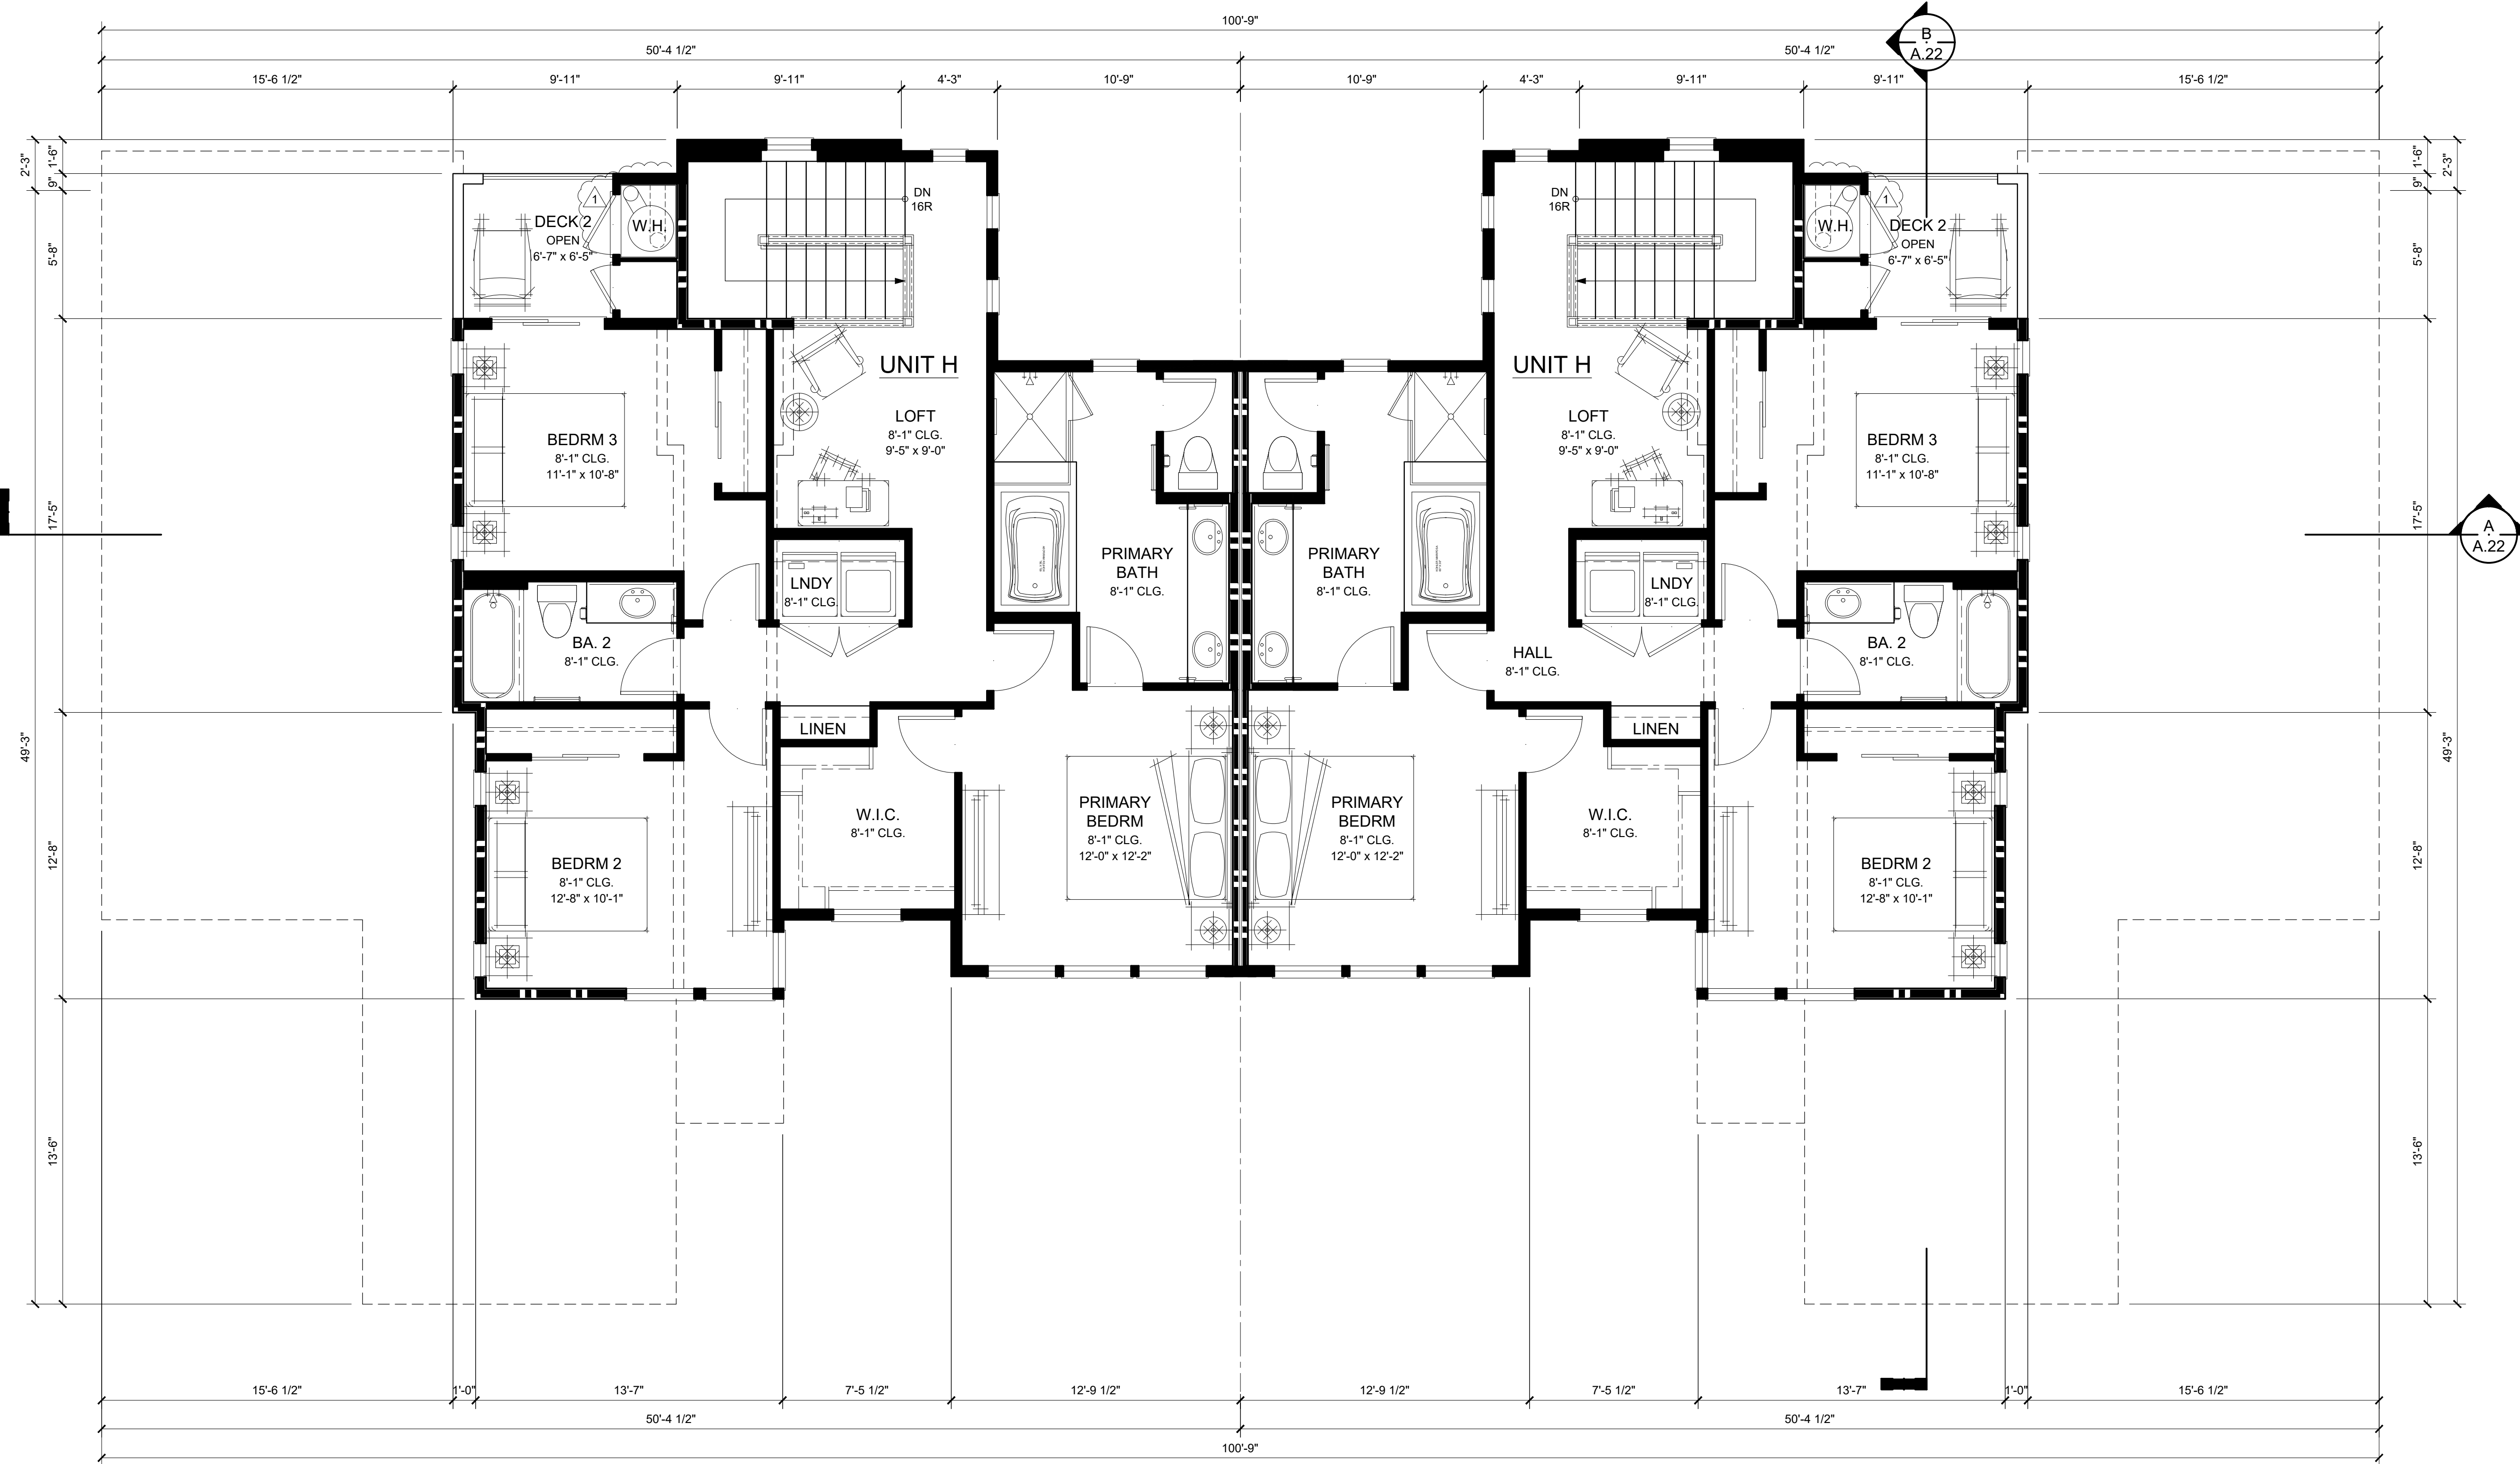 100'-9"
50'-4 1/2"
50'-4 1/2"
15'-6 1/2"
9'-11"
9'-11"
4'-3"
10'-9"
10'-9"
4'-3"
9'-11"
9'-11"
15'-6 1/2"
B
A.22
2'-3"
1'-6"
9"
5'-8"
17'-5"
49'-3"
12'-8"
13'-6"
1
DECK 2
OPEN
6'-7" x 6'-5"
W.H.
DN
16R
UNIT H
LOFT
8'-1" CLG.
9'-5" x 9'-0"
BEDRM 3
8'-1" CLG.
11'-1" x 10'-8"
LNDY
8'-1" CLG.
BA. 2
8'-1" CLG.
PRIMARY
BATH
8'-1" CLG.
LINEN
W.I.C.
8'-1" CLG.
BEDRM 2
8'-1" CLG.
12'-8" x 10'-1"
PRIMARY
BEDRM
8'-1" CLG.
12'-0" x 12'-2"
DN
16R
UNIT H
LOFT
8'-1" CLG.
9'-5" x 9'-0"
W.H.
1
DECK 2
OPEN
6'-7" x 6'-5"
BEDRM 3
8'-1" CLG.
11'-1" x 10'-8"
PRIMARY
BATH
8'-1" CLG.
LNDY
8'-1" CLG.
HALL
8'-1" CLG.
BA. 2
8'-1" CLG.
LINEN
PRIMARY
BEDRM
8'-1" CLG.
12'-0" x 12'-2"
W.I.C.
8'-1" CLG.
BEDRM 2
8'-1" CLG.
12'-8" x 10'-1"
1'-6"
2'-3"
9"
5'-8"
17'-5"
A
A.22
49'-3"
12'-8"
13'-6"
15'-6 1/2"
1'-0"
13'-7"
7'-5 1/2"
12'-9 1/2"
12'-9 1/2"
7'-5 1/2"
13'-7"
1'-0"
15'-6 1/2"
50'-4 1/2"
50'-4 1/2"
100'-9"